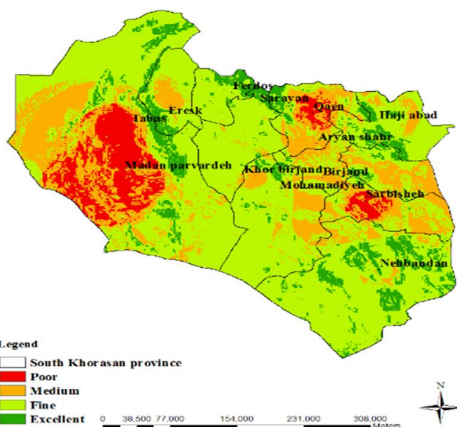 Ferdos
Sarayan
Qaen
Eresk
Tabas
Haji abad
Aryan shahr
Madan parvardeh
Khor birjand
Birjand
Mohamadiyeh
Sarbisheh
Nehbandan
Legend
South Khorasan province
Poor
Medium
Fine
Excellent
0 38,500 77,000 154,000 231,000 308,000
Meters
N